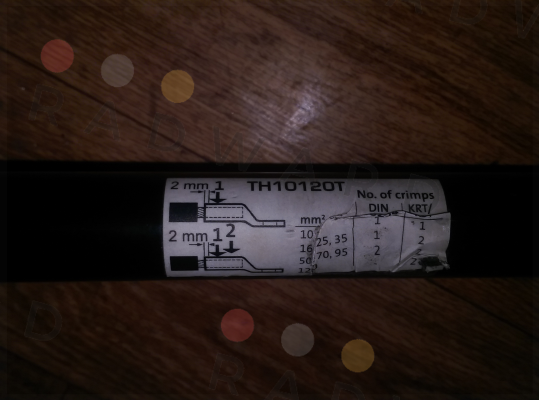 2 mm 1
TH10120T
No. of crimps
DIN KRT/
mm²
10 1 1
16 25, 35 1 2
50 70, 95 2 2
2 mm 1 2